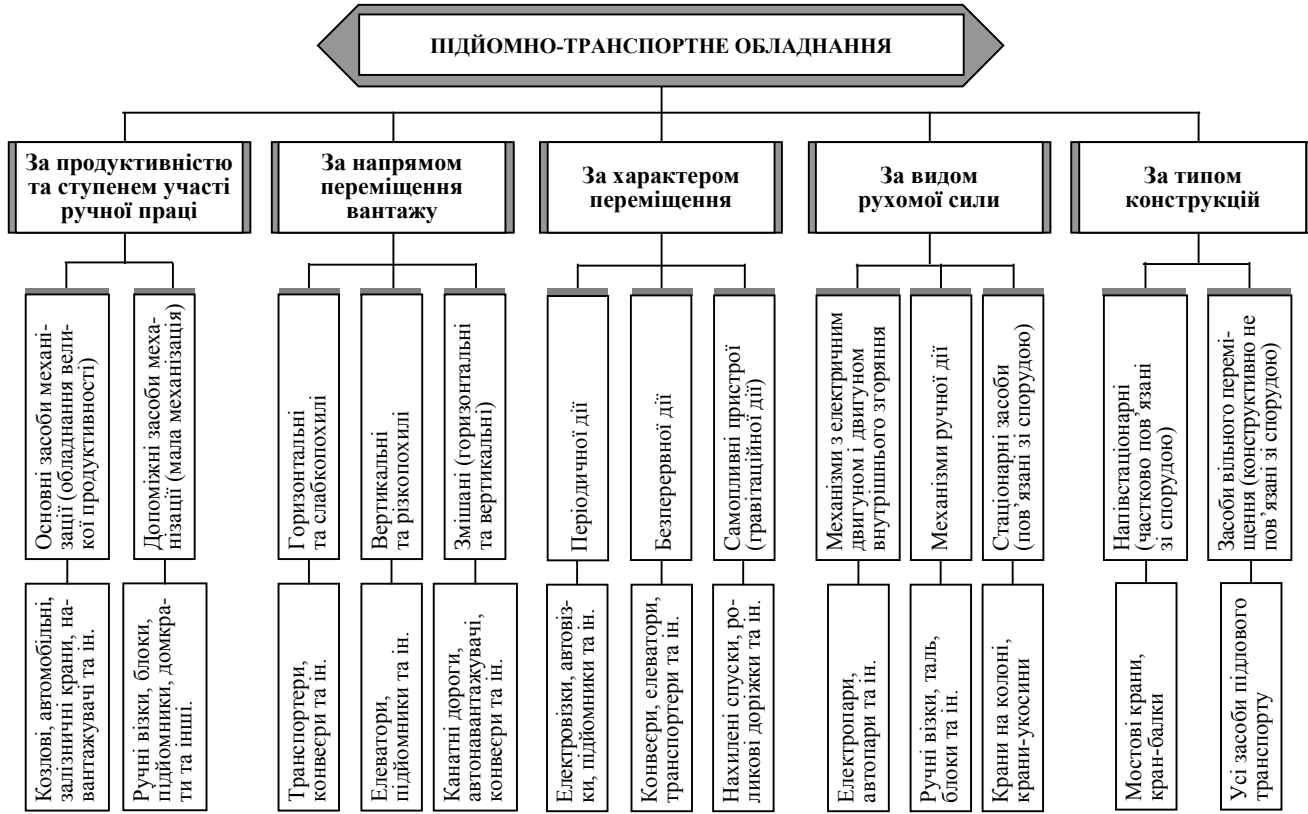 ПІДЙОМНО-ТРАНСПОРТНЕ ОБЛАДНАННЯ
За продуктивністю
та ступенем участі
ручної праці
За напрямом
переміщення
вантажу
За характером
переміщення
За видом
рухомої сили
За типом
конструкцій
Основні засоби механі-
зації (обладнання вели-
кої продуктивності)
Допоміжні засоби меха-
нізації (мала механізація)
Горизонтальні
та слабкопохилі
Вертикальні
та різкопохилі
Змішані (горизонтальні
та вертикальні)
Періодичної дії
Безперервної дії
Самопливні пристрої
(гравітаційної дії)
Механізми з електричним
двигуном і двигуном
внутрішнього згоряння
Механізми ручної дії
Стаціонарні засоби
(пов’язані зі спорудою)
Напівстаціонарні
(частково пов’язані
зі спорудою)
Засоби вільного перемі-
щення (конструктивно не
пов’язані зі спорудою)
Козлові, автомобільні,
залізничні крани, на-
вантажувачі та ін.
Ручні візки, блоки,
підйомники, домкра-
ти та інші.
Транспортери,
конвеєри та ін.
Елеватори,
підйомники та ін.
Канатні дороги,
автонавантажувачі,
конвеєри та ін.
Електровізки, автовіз-
ки, підйомники та ін.
Конвеєри, елеватори,
транспортери та ін.
Нахилені спуски, ро-
ликові доріжки та ін.
Електропари,
автопари та ін.
Ручні візки, таль,
блоки та ін.
Крани на колоні,
крани-укосини
Мостові крани,
кран-балки
Усі засоби підлового
транспорту